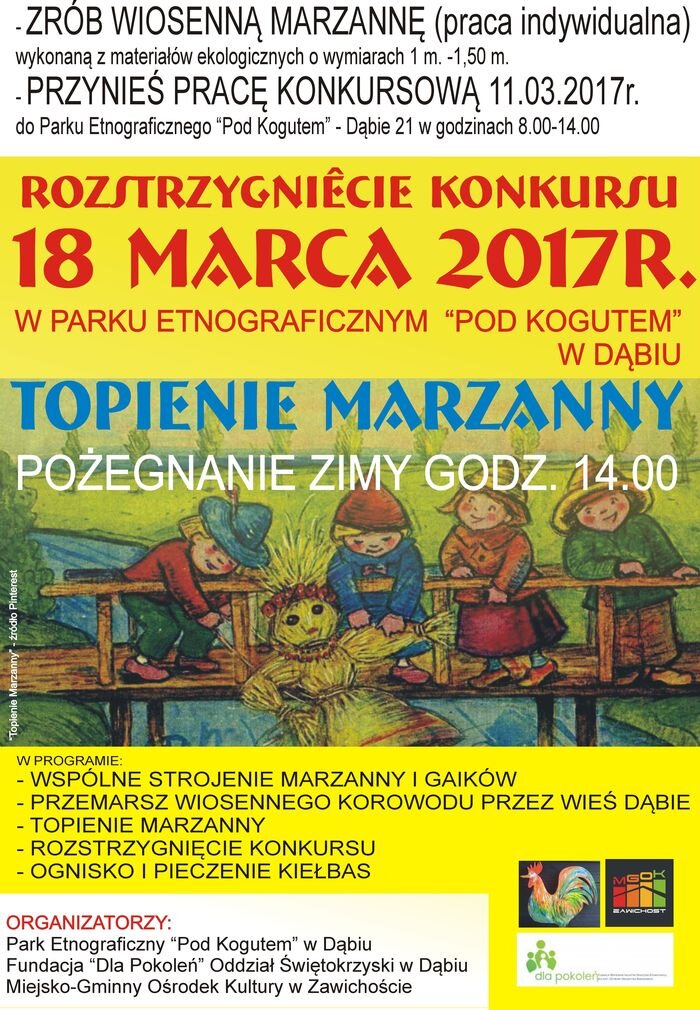 - ZRÓB WIOSENNĄ MARZANNĘ (praca indywidualna)
wykonaną z materiałów ekologicznych o wymiarach 1 m. -1,50 m.
- PRZYNIEŚ PRACĘ KONKURSOWĄ 11.03.2017r.
do Parku Etnograficznego “Pod Kogutem” - Dąbie 21 w godzinach 8.00-14.00
ROZSTRZYGNIÊCIE KONKURSU
18 MARCA 2017R.
W PARKU ETNOGRAFICZNYM “POD KOGUTEM”
W DĄBIU
TOPIENIE MARZANNY
POŻEGNANIE ZIMY GODZ. 14.00
"Topienie Marzanny" - źródło Pinterest
W PROGRAMIE:
- WSPÓLNE STROJENIE MARZANNY I GAIKÓW
- PRZEMARSZ WIOSENNEGO KOROWODU PRZEZ WIEŚ DĄBIE
- TOPIENIE MARZANNY
- ROZSTRZYGNIĘCIE KONKURSU
- OGNISKO I PIECZENIE KIEŁBAS
MGOK
ZAWICHOST
dla pokoleń
ORGANIZATORZY:
Park Etnograficzny “Pod Kogutem” w Dąbiu
Fundacja “Dla Pokoleń” Oddział Świętokrzyski w Dąbiu
Miejsko-Gminny Ośrodek Kultury w Zawichoście